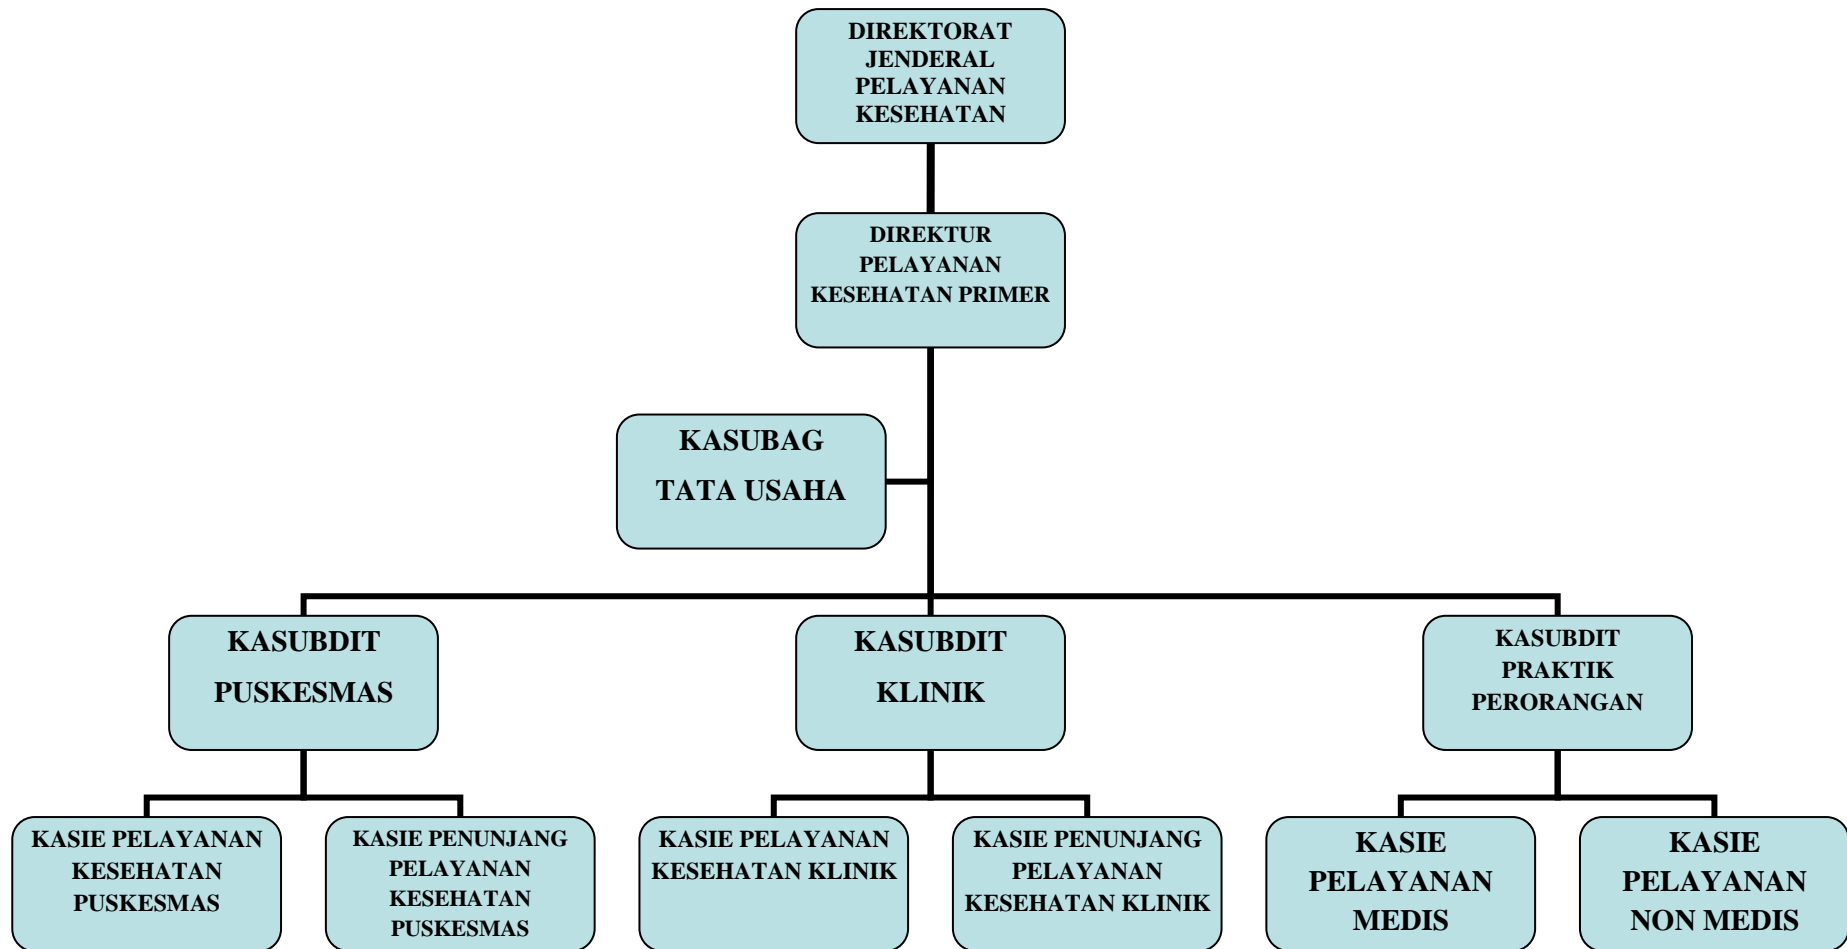 DIREKTORAT
JENDERAL
PELAYANAN
KESEHATAN
DIREKTUR
PELAYANAN
KESEHATAN PRIMER
KASUBAG
TATA USAHA
KASUBDIT
PUSKESMAS
KASUBDIT
KLINIK
KASUBDIT
PRAKTIK
PERORANGAN
KASIE PELAYANAN
KESEHATAN
PUSKESMAS
KASIE PENUNJANG
PELAYANAN
KESEHATAN
PUSKESMAS
KASIE PELAYANAN
KESEHATAN KLINIK
KASIE PENUNJANG
PELAYANAN
KESEHATAN KLINIK
KASIE
PELAYANAN
MEDIS
KASIE
PELAYANAN
NON MEDIS